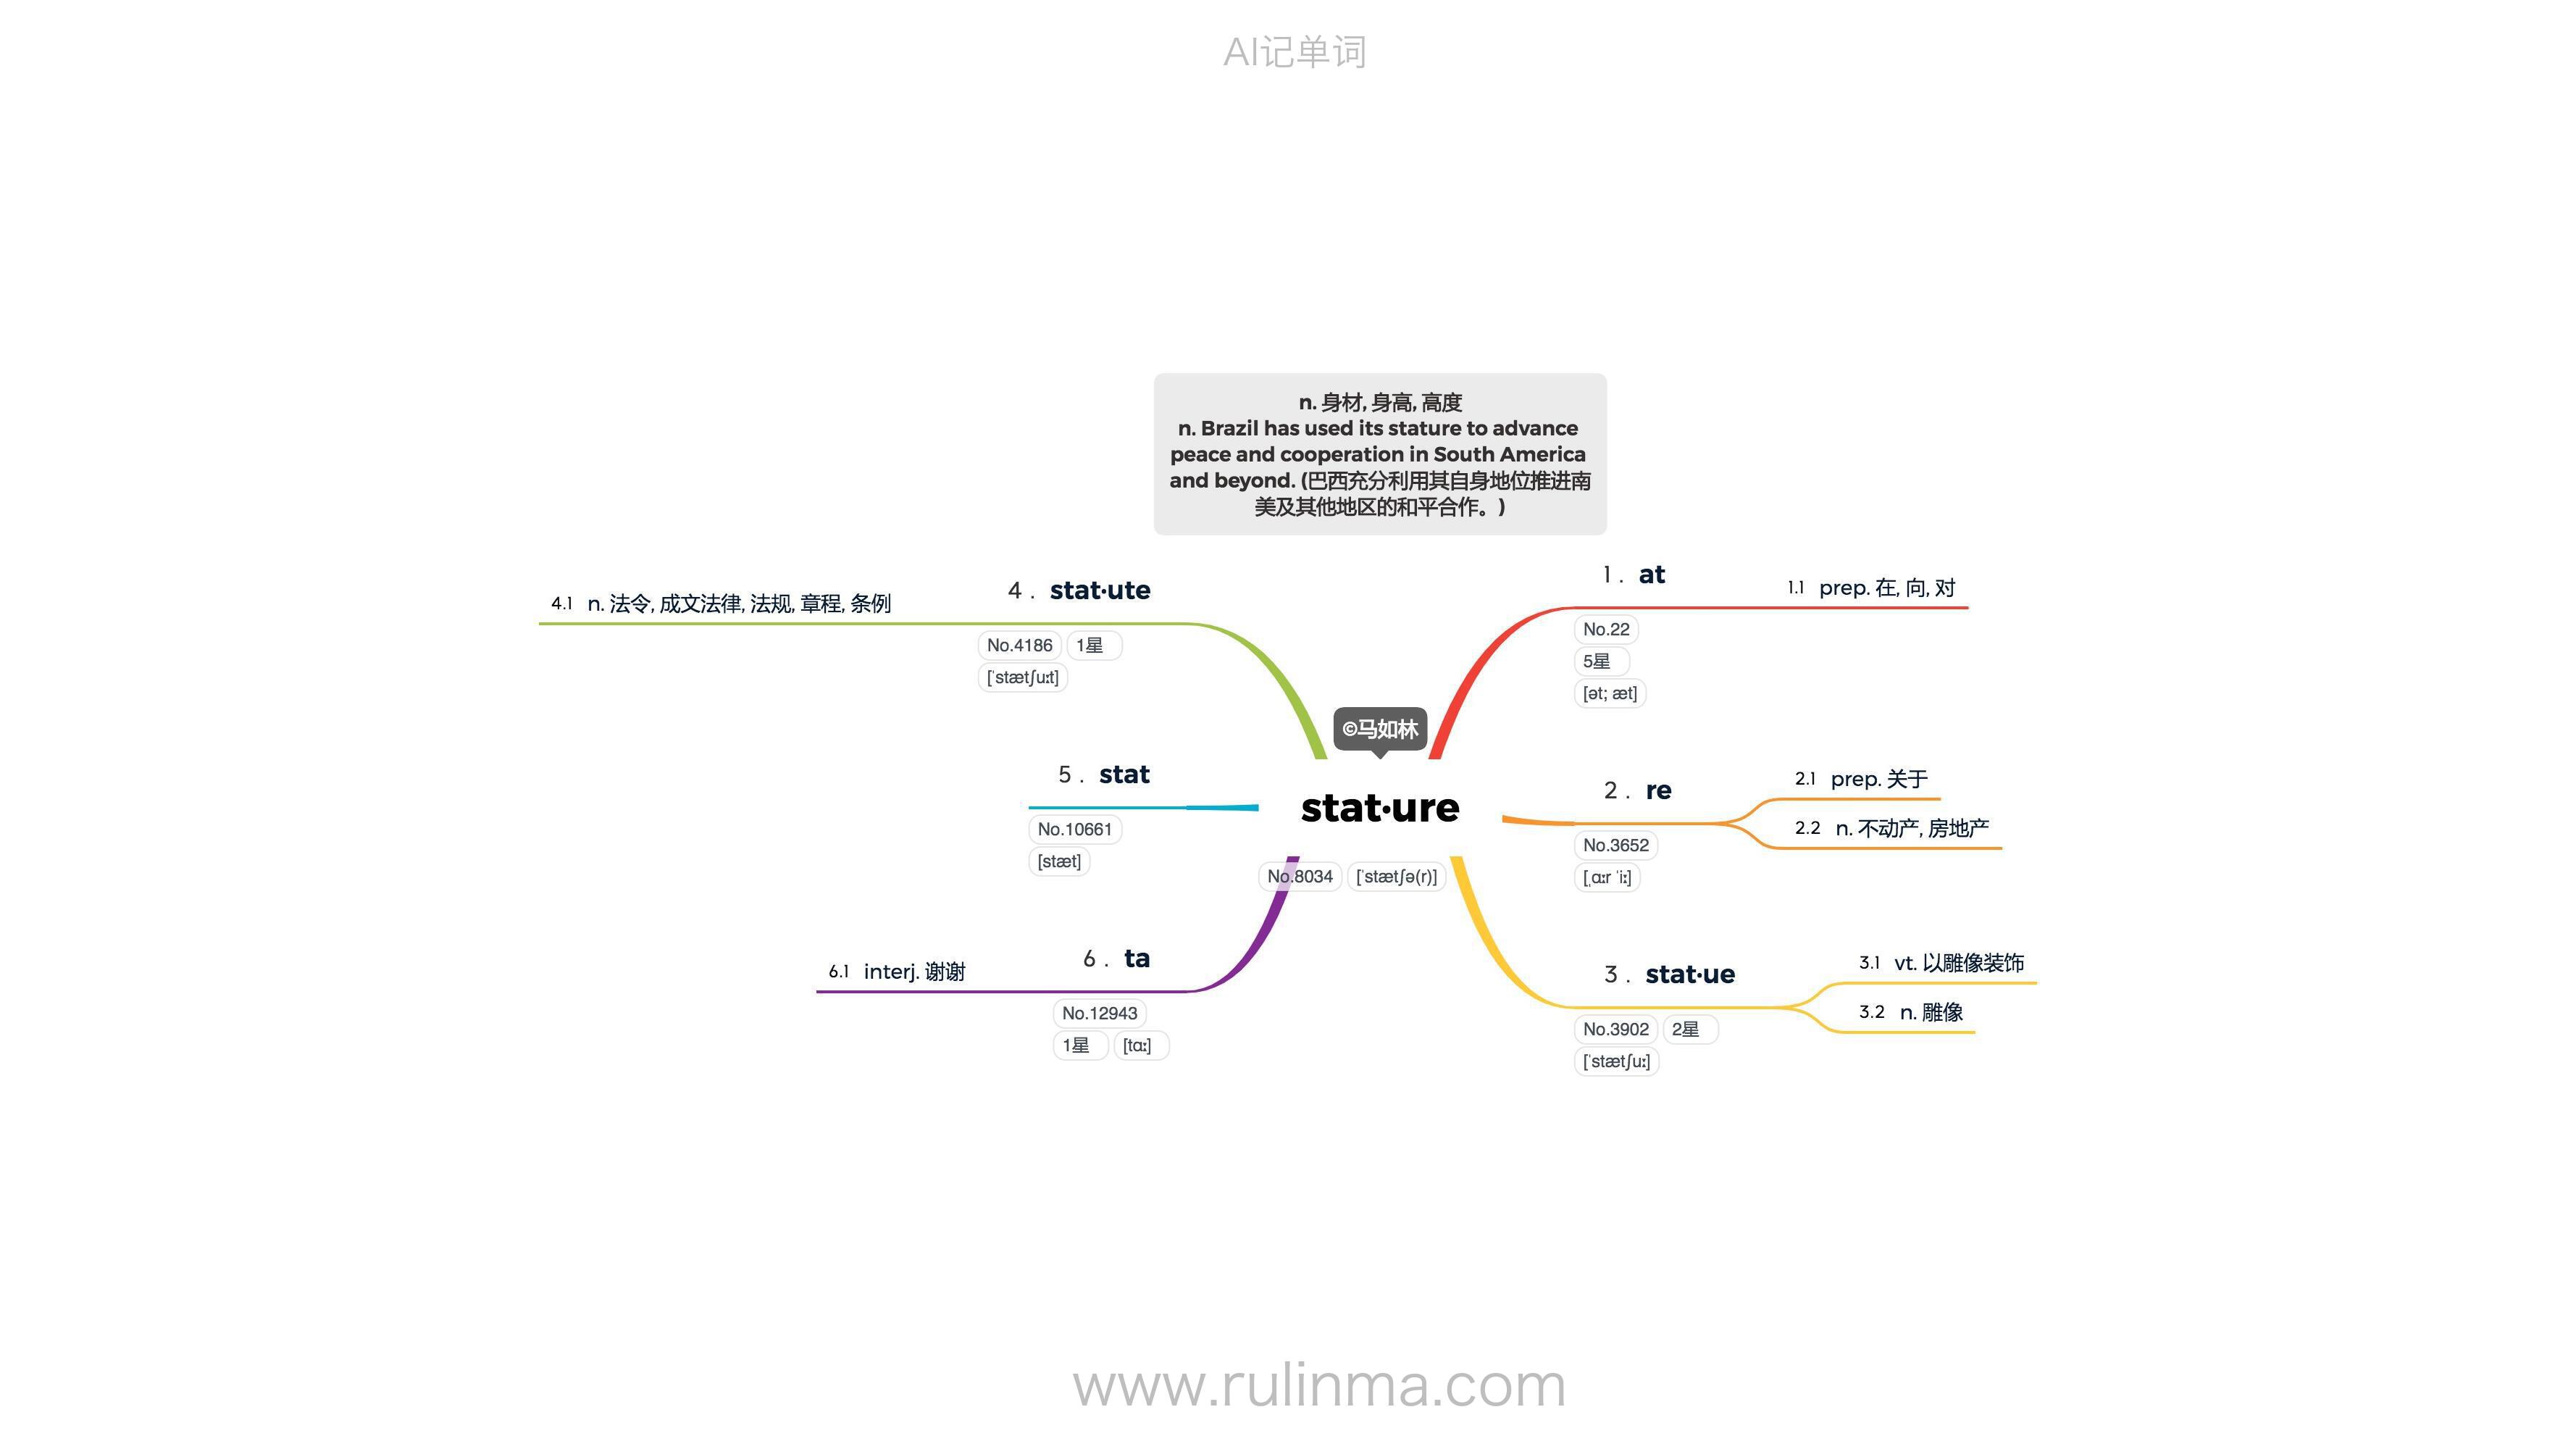 AI记单词
n. 身材, 身高, 高度
n. Brazil has used its stature to advance
peace and cooperation in South America
and beyond. (巴西充分利用其自身地位推进南
美及其他地区的和平合作。)
©马如林
stat·ure
No.8034 [ˈstætʃə(r)]
1. at
No.22
5星
[ət; æt]
1.1 prep. 在, 向, 对
2. re
No.3652
[ˌɑːr ˈiː]
2.1 prep. 关于
2.2 n. 不动产, 房地产
3. stat·ue
No.3902 2星
[ˈstætʃuː]
3.1 vt. 以雕像装饰
3.2 n. 雕像
4. stat·ute
No.4186 1星
[ˈstætʃuːt]
4.1 n. 法令, 成文法律, 法规, 章程, 条例
5. stat
No.10661
[stæt]
6. ta
No.12943
1星 [tɑː]
6.1 interj. 谢谢
www.rulinma.com